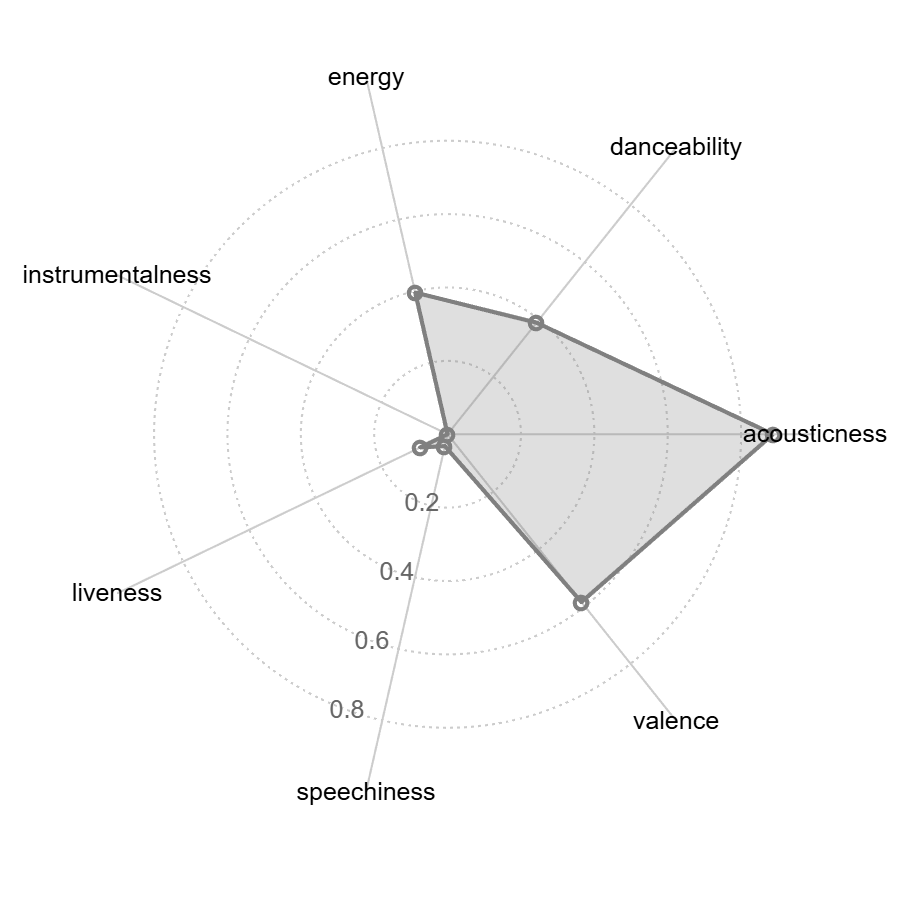 energy
danceability
instrumentalness
acousticness
0.2
0.4
liveness
0.6
0.8
valence
speechiness